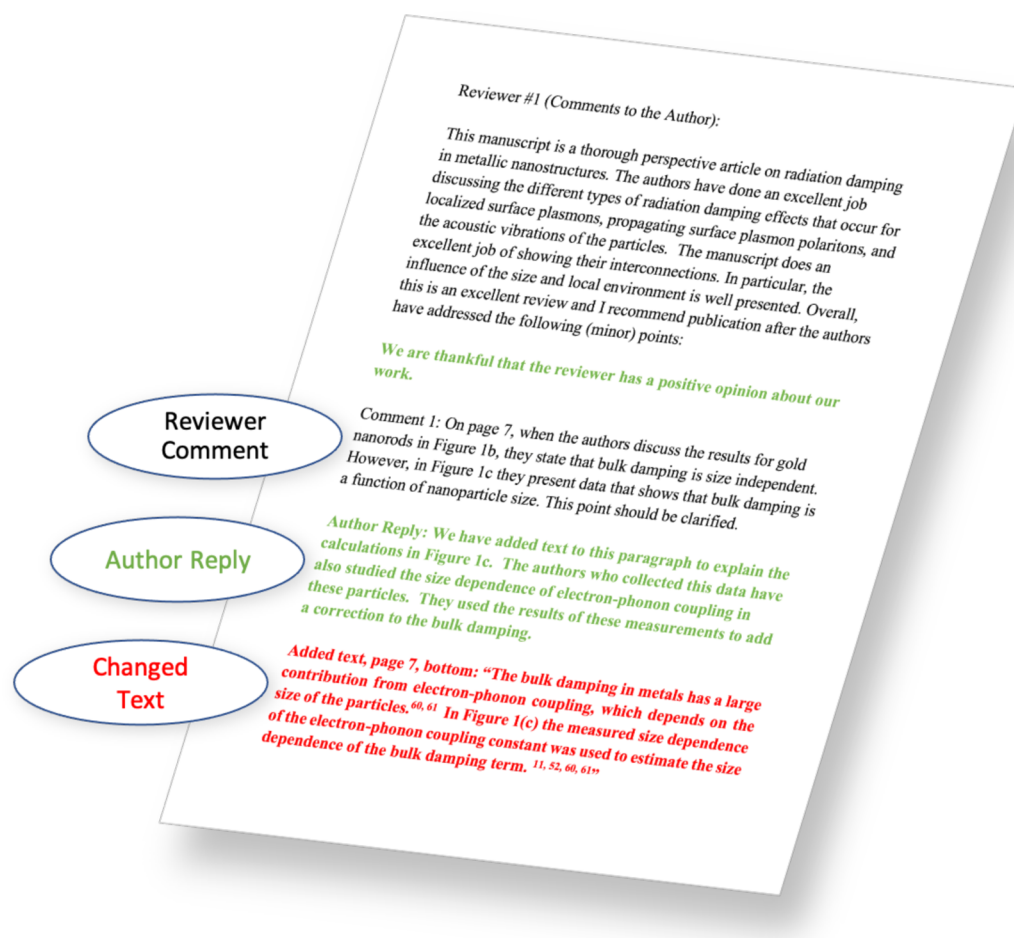 Reviewer #1 (Comments to the Author):
This manuscript is a thorough perspective article on radiation damping
in metallic nanostructures. The authors have done an excellent job
discussing the different types of radiation damping effects that occur for
localized surface plasmons, propagating surface plasmon polaritons, and
the acoustic vibrations of the particles.  The manuscript does an
excellent job of showing their interconnections. In particular, the
influence of the size and local environment is well presented. Overall,
this is an excellent review and I recommend publication after the authors
have addressed the following (minor) points:
We are thankful that the reviewer has a positive opinion about our
work.
Reviewer
Comment
Comment 1: On page 7, when the authors discuss the results for gold
nanorods in Figure 1b, they state that bulk damping is size independent.
However, in Figure 1c they present data that shows that bulk damping is
a function of nanoparticle size. This point should be clarified.
Author Reply
Author Reply: We have added text to this paragraph to explain the
calculations in Figure 1c.  The authors who collected this data have
also studied the size dependence of electron-phonon coupling in
these particles.  They used the results of these measurements to add
a correction to the bulk damping.
Changed
Text
Added text, page 7, bottom: “The bulk damping in metals has a large
contribution from electron-phonon coupling, which depends on the
size of the particles.60, 61  In Figure 1(c) the measured size dependence
of the electron-phonon coupling constant was used to estimate the size
dependence of the bulk damping term. 11, 52, 60, 61”